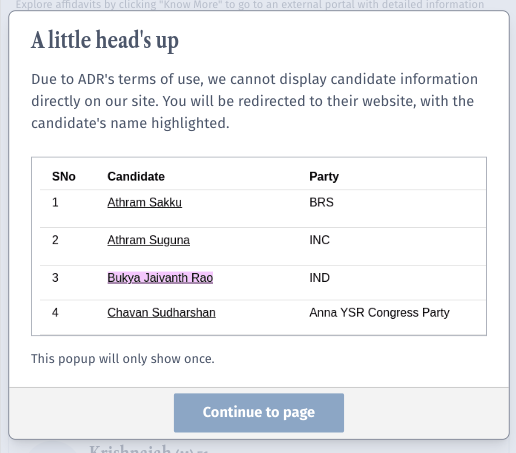 Explore affidavits by clicking "Know More" to go to an external portal with detailed information
A little head's up
Due to ADR's terms of use, we cannot display candidate information
directly on our site. You will be redirected to their website, with the
candidate's name highlighted.
SNo Candidate Party
1 Athram Sakku BRS
2 Athram Suguna INC
3 Bukya Jaivanth Rao IND
4 Chavan Sudharshan Anna YSR Congress Party
This popup will only show once.
Continue to page
Krishnaiah